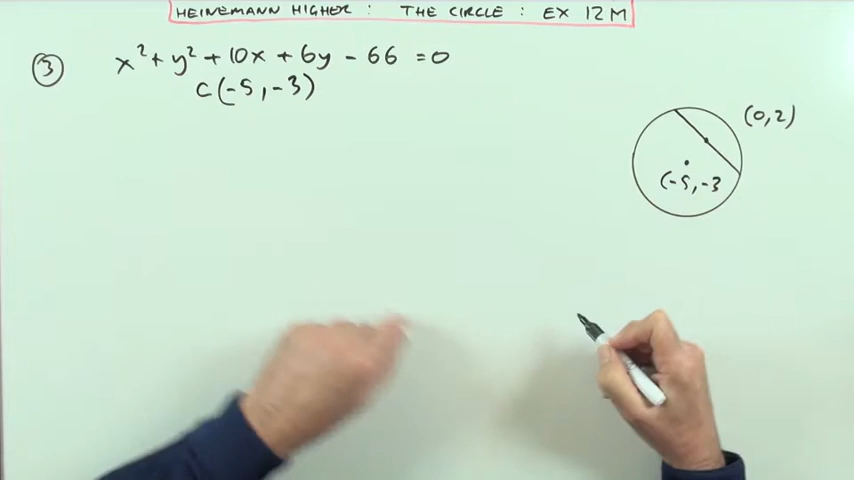 HEINEMANN HIGHER : THE CIRCLE : EX 12M
③ x² + y² + 10x + 6y - 66 = 0
C(-5, -3)
(0,2)
(-5,-3